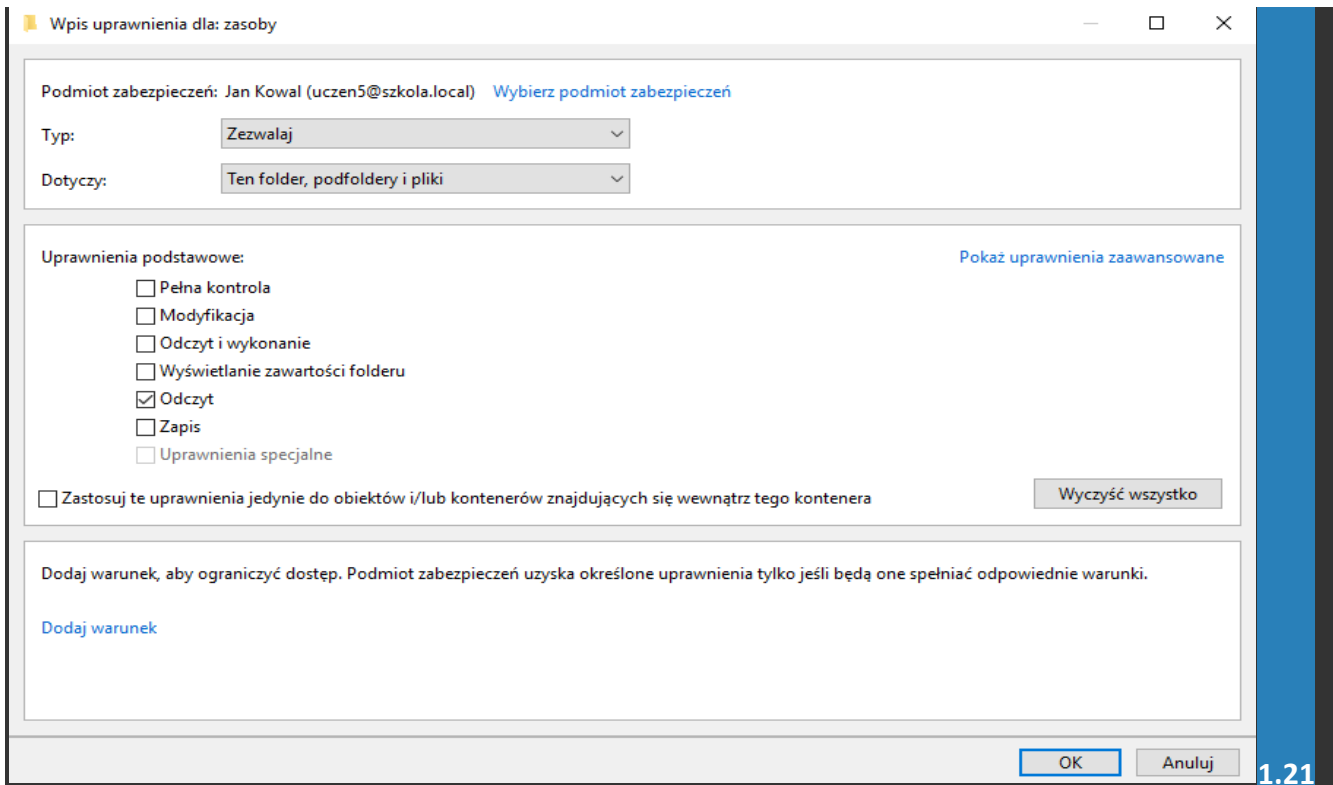 Wpis uprawnienia dla: zasoby
Podmiot zabezpieczeń: Jan Kowal (uczen5@szkola.local) Wybierz podmiot zabezpieczeń
Typ: Zezwalaj
Dotyczy: Ten folder, podfoldery i pliki
Uprawnienia podstawowe: Pokaż uprawnienia zaawansowane
Pełna kontrola
Modyfikacja
Odczyt i wykonanie
Wyświetlanie zawartości folderu
Odczyt
Zapis
Uprawnienia specjalne
Zastosuj te uprawnienia jedynie do obiektów i/lub kontenerów znajdujących się wewnątrz tego kontenera Wyczyść wszystko
Dodaj warunek, aby ograniczyć dostęp. Podmiot zabezpieczeń uzyska określone uprawnienia tylko jeśli będą one spełniać odpowiednie warunki.
Dodaj warunek
OK Anuluj
1.21